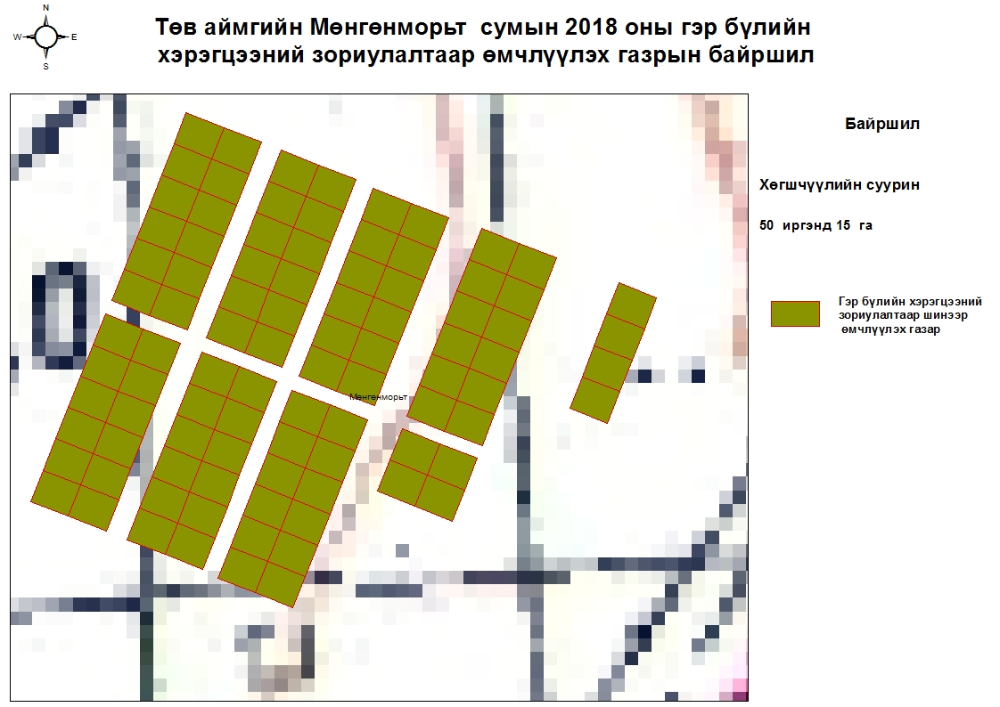 N
W E
S
Төв аймгийн Мөнгөнморьт сумын 2018 оны гэр бүлийн
хэрэгцээний зориулалтаар өмчлүүлэх газрын байршил
Байршил
Хөгшчүүлийн суурин
50 иргэнд 15 га
Гэр бүлийн хэрэгцээний
зориулалтаар шинээр
өмчлүүлэх газар
Мөнгөнморьт